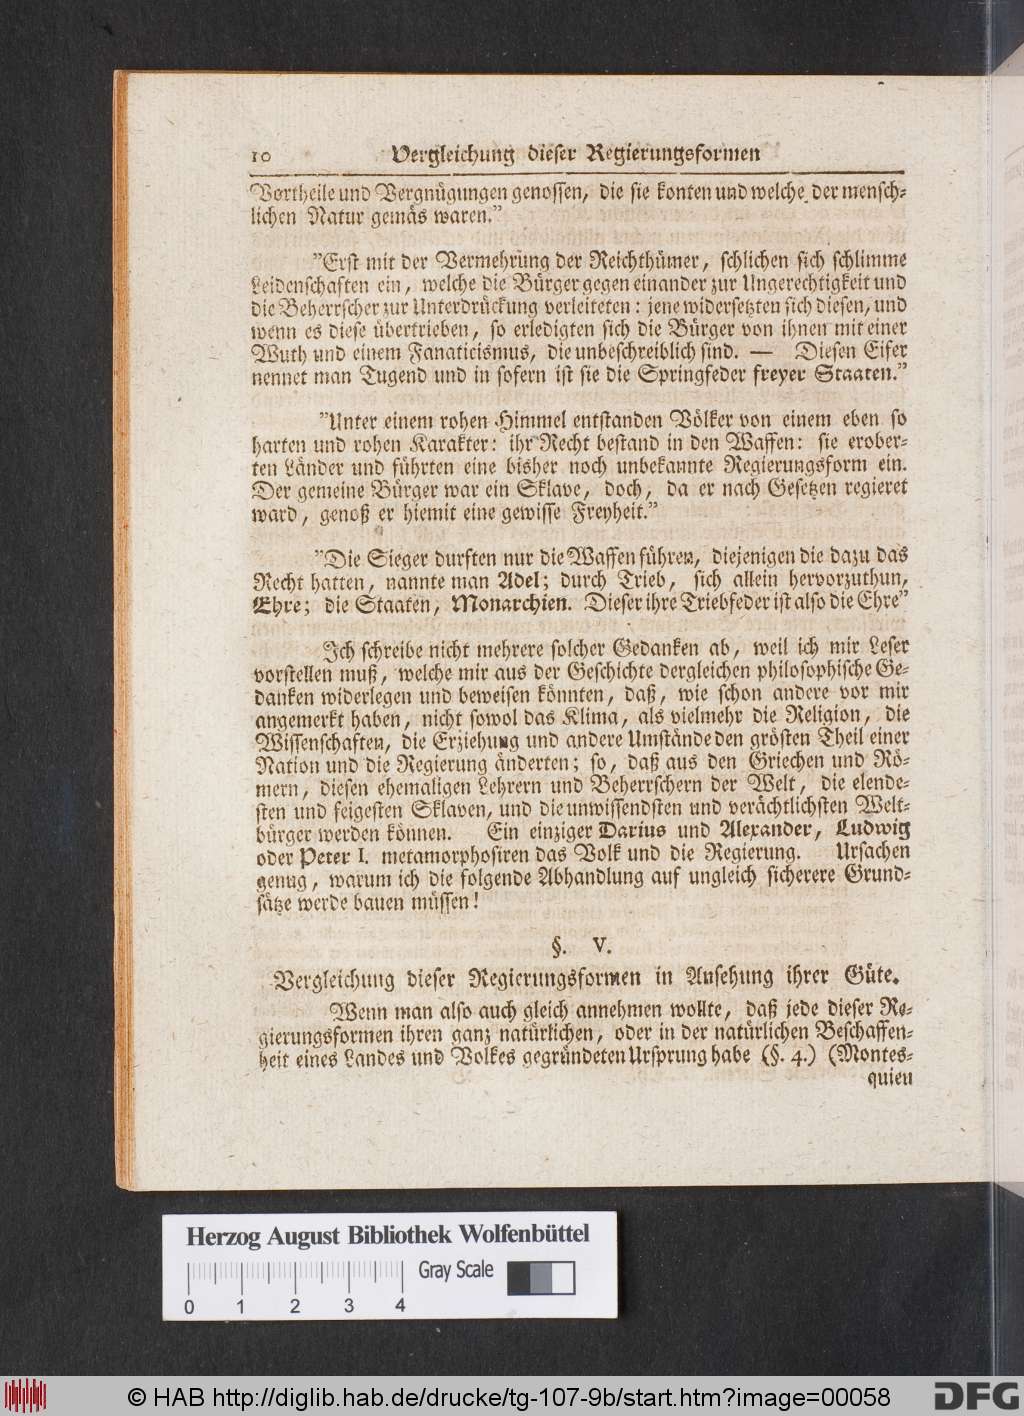 10 Vergleichung dieser Regierungsformen
Vortheile und Vergnügungen genossen, die sie konten und welche der mensch-
lichen Natur gemäs waren.”
”Erst mit der Vermehrung der Reichthümer, schlichen sich schlimme
Leidenschaften ein, welche die Bürger gegen einander zur Ungerechtigkeit und
die Beherrscher zur Unterdrückung verleiteten: jene widersetzten sich diesen, und
wenn es diese übertrieben, so erledigten sich die Bürger von ihnen mit einer
Wuth und einem Fanaticismus, die unbeschreiblich sind. — Diesen Eifer
nennet man Tugend und in sofern ist sie die Springfeder freyer Staaten.”
”Unter einem rohen Himmel entstanden Völker von einem eben so
harten und rohen Karakter: ihr Recht bestand in den Waffen: sie erober-
ten Länder und führten eine bisher noch unbekannte Regierungsform ein.
Der gemeine Bürger war ein Sklave, doch, da er nach Gesetzen regieret
ward, genoß er hiemit eine gewisse Freyheit.”
”Die Sieger durften nur die Waffen führen, diejenigen die dazu das
Recht hatten, nannte man Adel; durch Trieb, sich allein hervorzuthun,
Ehre; die Staaten, Monarchien. Dieser ihre Triebfeder ist also die Ehre”
Ich schreibe nicht mehrere solcher Gedanken ab, weil ich mir Leser
vorstellen muß, welche mir aus der Geschichte dergleichen philosophische Ge-
danken widerlegen und beweisen könnten, daß, wie schon andere vor mir
angemerkt haben, nicht sowol das Klima, als vielmehr die Religion, die
Wissenschaften, die Erziehung und andere Umstände den grösten Theil einer
Nation und die Regierung änderten; so, daß aus den Griechen und Rö-
mern, diesen ehemaligen Lehrern und Beherrschern der Welt, die elende-
sten und feigesten Sklaven, und die unwissendsten und verächtlichsten Welt-
bürger werden können. Ein einziger Darius und Alexander, Ludwig
oder Peter I. metamorphosiren das Volk und die Regierung. Ursachen
genug, warum ich die folgende Abhandlung auf ungleich sicherere Grund-
sätze werde bauen müssen!
§. V.
Vergleichung dieser Regierungsformen in Ansehung ihrer Güte.
Wenn man also auch gleich annehmen wollte, daß jede dieser Re-
gierungsformen ihren ganz natürlichen, oder in der natürlichen Beschaffen-
heit eines Landes und Volkes gegründeten Ursprung habe (§. 4.) (Montes-
quieu
Herzog August Bibliothek Wolfenbüttel
Gray Scale
0 1 2 3 4
© HAB http://diglib.hab.de/drucke/tg-107-9b/start.htm?image=00058
DFG